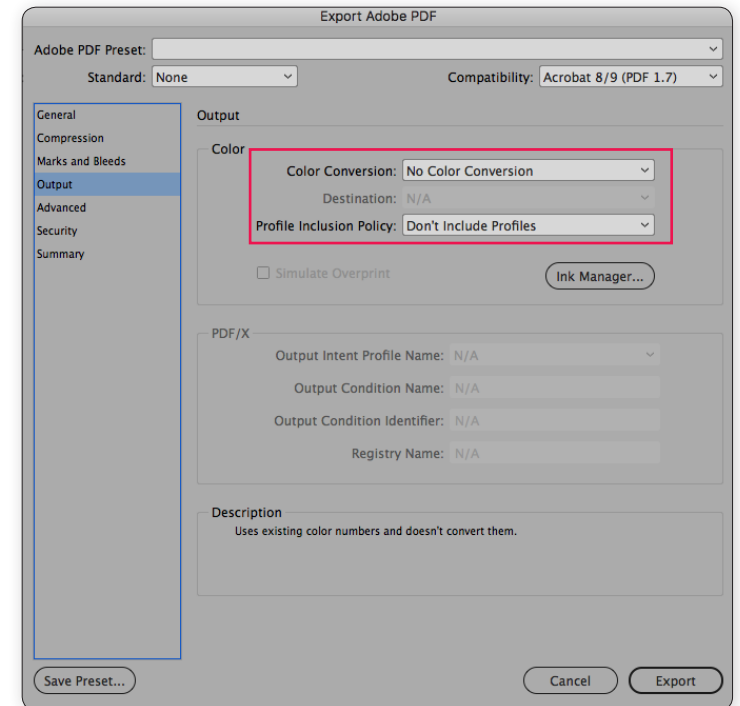 Export Adobe PDF
Adobe PDF Preset:
Standard: None Compatibility: Acrobat 8/9 (PDF 1.7)
General
Compression
Marks and Bleeds
Output
Advanced
Security
Summary
Output
Color
Color Conversion: No Color Conversion
Destination: N/A
Profile Inclusion Policy: Don't Include Profiles
Simulate Overprint Ink Manager...
PDF/X
Output Intent Profile Name: N/A
Output Condition Name: N/A
Output Condition Identifier: N/A
Registry Name: N/A
Description
Uses existing color numbers and doesn't convert them.
Save Preset... Cancel Export